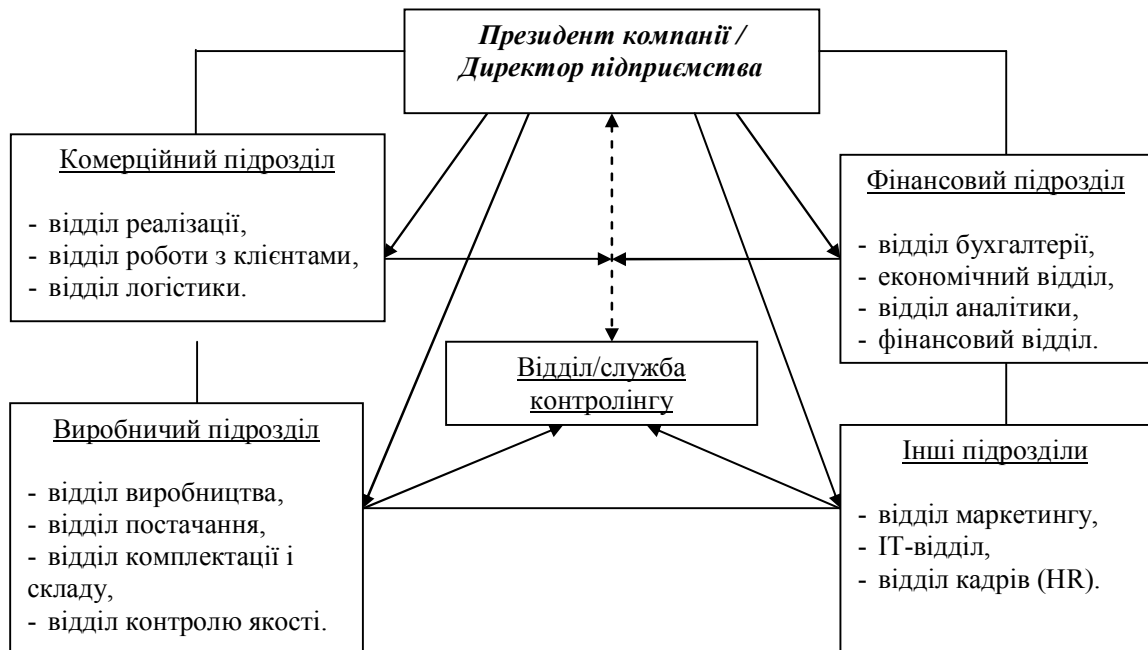 Президент компанії /
Директор підприємства
Комерційний підрозділ
- відділ реалізації,
- відділ роботи з клієнтами,
- відділ логістики.
Фінансовий підрозділ
- відділ бухгалтерії,
- економічний відділ,
- відділ аналітики,
- фінансовий відділ.
Відділ/служба
контролінгу
Виробничий підрозділ
- відділ виробництва,
- відділ постачання,
- відділ комплектації і
складу,
- відділ контролю якості.
Інші підрозділи
- відділ маркетингу,
- ІТ-відділ,
- відділ кадрів (HR).